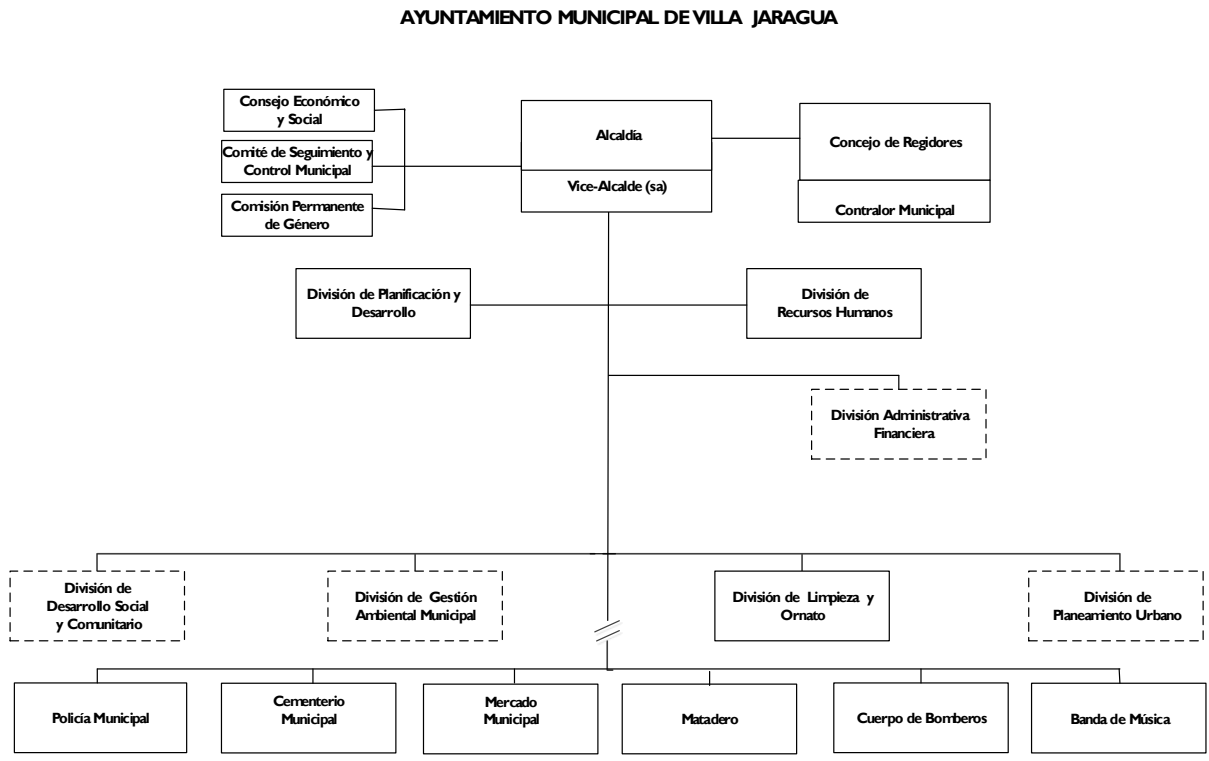 AYUNTAMIENTO MUNICIPAL DE VILLA JARAGUA
Consejo Económico
y Social
Comité de Seguimiento y
Control Municipal
Comisión Permanente
de Género
Alcaldía
Vice-Alcalde (sa)
Concejo de Regidores
Contralor Municipal
División de Planificación y
Desarrollo
División de
Recursos Humanos
División Administrativa
Financiera
División de
Desarrollo Social
y Comunitario
División de Gestión
Ambiental Municipal
División de Limpieza y
Ornato
División de
Planeamiento Urbano
Policía Municipal
Cementerio
Municipal
Mercado
Municipal
Matadero
Cuerpo de Bomberos
Banda de Música